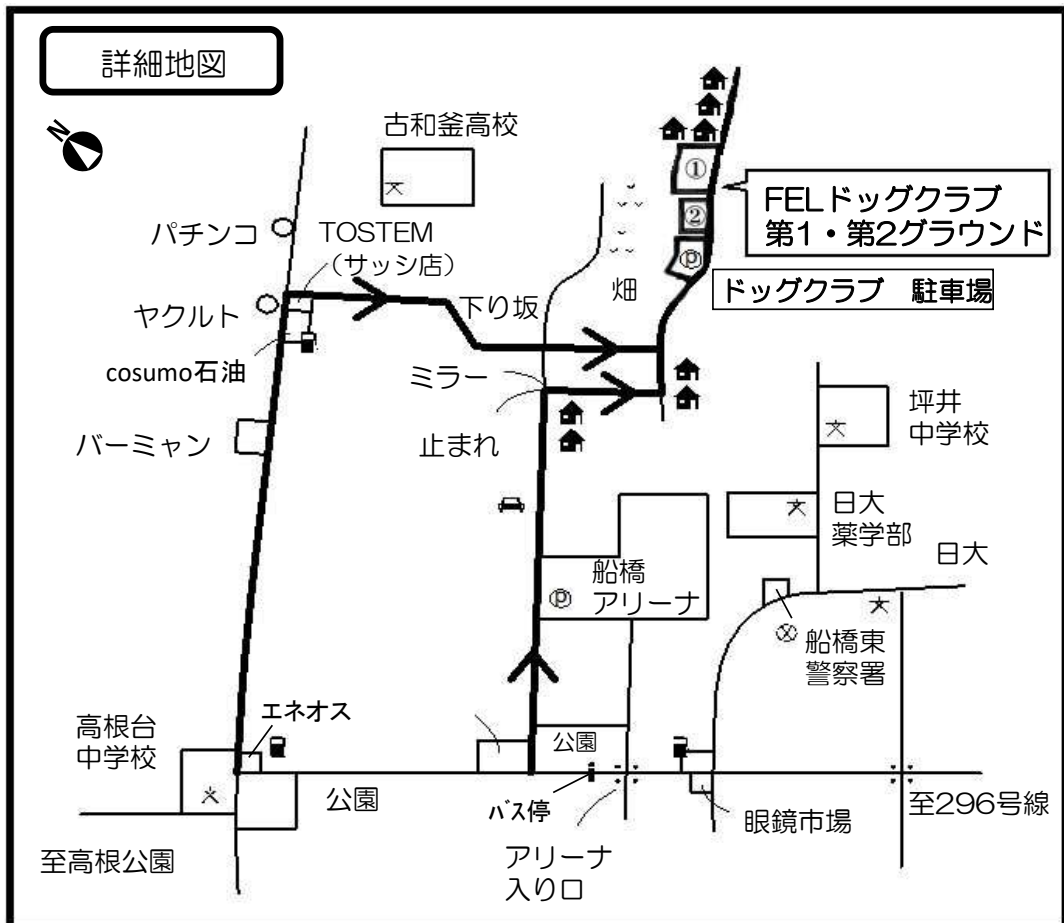 詳細地図
N
古和釜高校
①
FELドッグクラブ
第1・第2グラウンド
②
パチンコ
TOSTEM
（サッシ店）
ⓟ
畑
ドッグクラブ 駐車場
ヤクルト
下り坂
cosumo石油
ミラー
坪井
中学校
バーミャン
止まれ
日大
薬学部
日大
船橋
アリーナ
ⓟ
船橋東
警察署
高根台
中学校
エネオス
公園
公園
バス停
眼鏡市場
至296号線
至高根公園
アリーナ
入り口